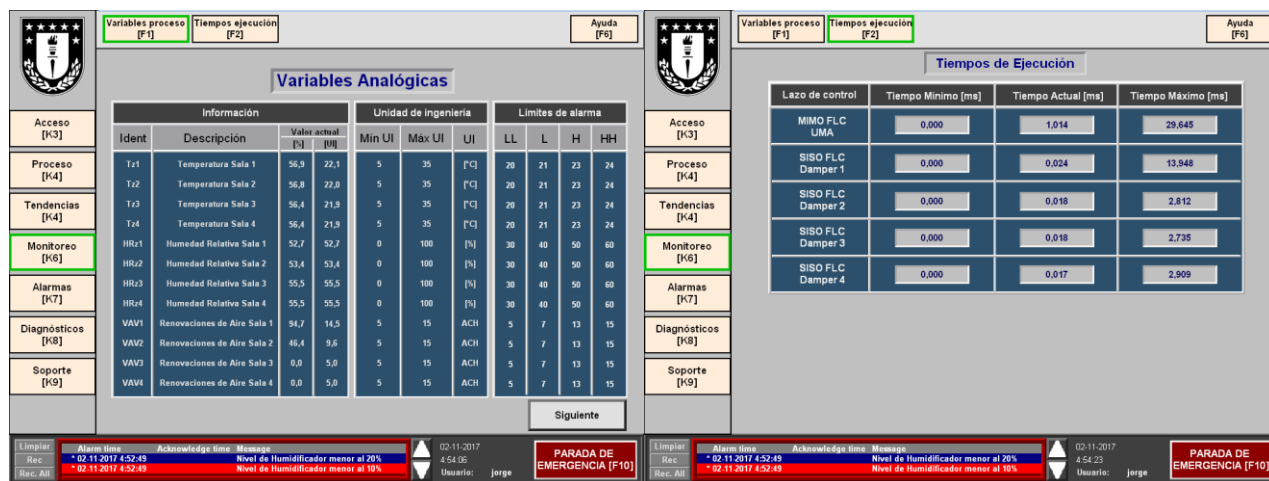 Variables proceso
[F1]
Tiempos ejecución
[F2]
Ayuda
[F6]
Variables Analógicas
Acceso
[K3]
Proceso
[K4]
Tendencias
[K4]
Monitoreo
[K6]
Alarmas
[K7]
Diagnósticos
[K8]
Soporte
[K9]
Información Unidad de ingeniería Limites de alarma
Ident Descripción Valor actual Mín UI Máx UI UI LL L H HH
[%] [UI]
Tz1 Temperatura Sala 1 56,9 22,1 5 35 [°C] 20 21 23 24
Tz2 Temperatura Sala 2 56,8 22,0 5 35 [°C] 20 21 23 24
Tz3 Temperatura Sala 3 56,4 21,9 5 35 [°C] 20 21 23 24
Tz4 Temperatura Sala 4 56,4 21,9 5 35 [°C] 20 21 23 24
HRz1 Humedad Relativa Sala 1 52,7 52,7 0 100 [%] 30 40 50 60
HRz2 Humedad Relativa Sala 2 53,4 53,4 0 100 [%] 30 40 50 60
HRz3 Humedad Relativa Sala 3 55,5 55,5 0 100 [%] 30 40 50 60
HRz4 Humedad Relativa Sala 4 55,5 55,5 0 100 [%] 30 40 50 60
VAV1 Renovaciones de Aire Sala 1 94,7 14,5 5 15 ACH 5 7 13 15
VAV2 Renovaciones de Aire Sala 2 46,4 9,6 5 15 ACH 5 7 13 15
VAV3 Renovaciones de Aire Sala 3 0,0 5,0 5 15 ACH 5 7 13 15
VAV4 Renovaciones de Aire Sala 4 0,0 5,0 5 15 ACH 5 7 13 15
Siguiente
Limpiar
Rec
Rec. All
Alarm time Acknowledge time Message
* 02-11-2017 4:52:49 Nivel de Humidificador menor al 20%
* 02-11-2017 4:52:49 Nivel de Humidificador menor al 10%
02-11-2017
4:54:06
Usuario: jorge
PARADA DE
EMERGENCIA [F10]
Variables proceso
[F1]
Tiempos ejecución
[F2]
Ayuda
[F6]
Tiempos de Ejecución
Acceso
[K3]
Proceso
[K4]
Tendencias
[K4]
Monitoreo
[K6]
Alarmas
[K7]
Diagnósticos
[K8]
Soporte
[K9]
Lazo de control Tiempo Mínimo [ms] Tiempo Actual [ms] Tiempo Máximo [ms]
MIMO FLC
UMA 0,000 1,014 29,645
SISO FLC
Damper 1 0,000 0,024 13,948
SISO FLC
Damper 2 0,000 0,018 2,812
SISO FLC
Damper 3 0,000 0,018 2,735
SISO FLC
Damper 4 0,000 0,017 2,909
Limpiar
Rec
Rec. All
Alarm time Acknowledge time Message
* 02-11-2017 4:52:49 Nivel de Humidificador menor al 20%
* 02-11-2017 4:52:49 Nivel de Humidificador menor al 10%
02-11-2017
4:54:23
Usuario: jorge
PARADA DE
EMERGENCIA [F10]